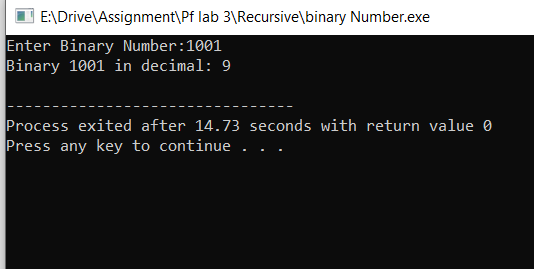 E:\Drive\Assignment\Pf lab 3\Recursive\binary Number.exe
Enter Binary Number:1001
Binary 1001 in decimal: 9
--------------------------------
Process exited after 14.73 seconds with return value 0
Press any key to continue . . .